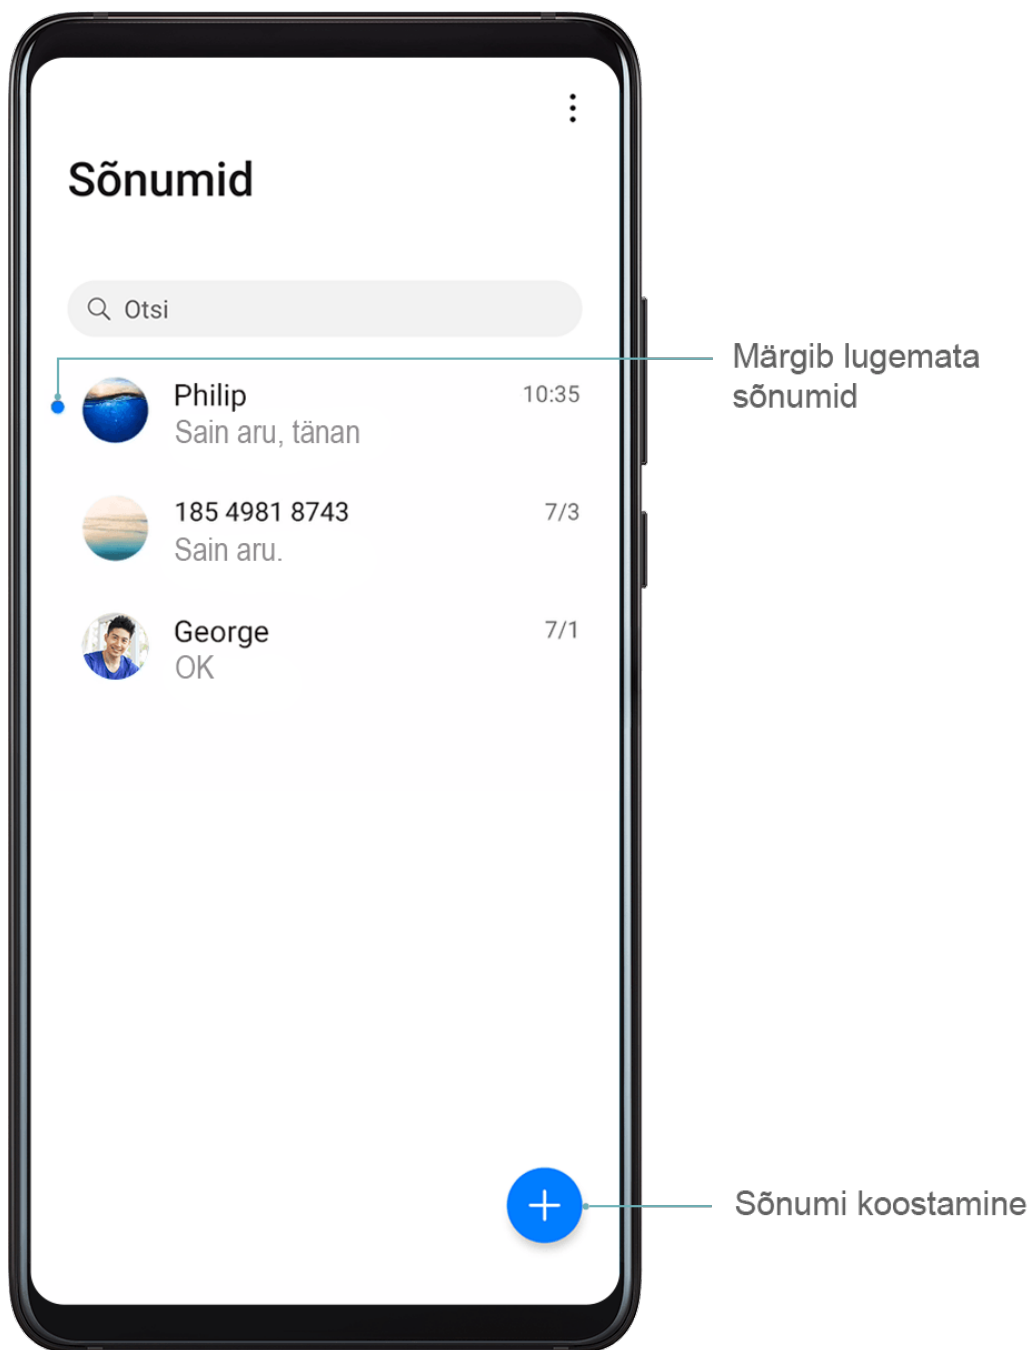 Sõnumid
Otsi
Märgib lugemata
sõnumid
Philip
10:35
Sain aru, tänan
185 4981 8743
7/3
Sain aru.
George
7/1
OK
Sõnumi koostamine